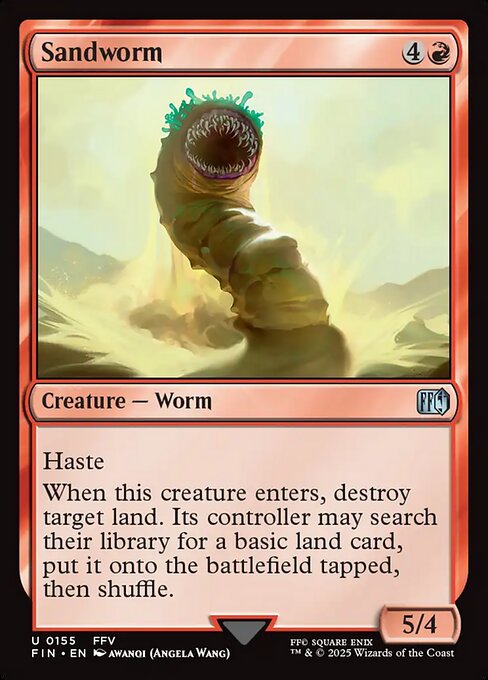 Sandworm 4
Creature — Worm
FF
Haste
When this creature enters, destroy
target land. Its controller may search
their library for a basic land card,
put it onto the battlefield tapped,
then shuffle.
5/4
U 0155 FFV
FIN • EN AWANQI (ANGELA WANG)
FF© SQUARE ENIX
™ & © 2025 Wizards of the Coast